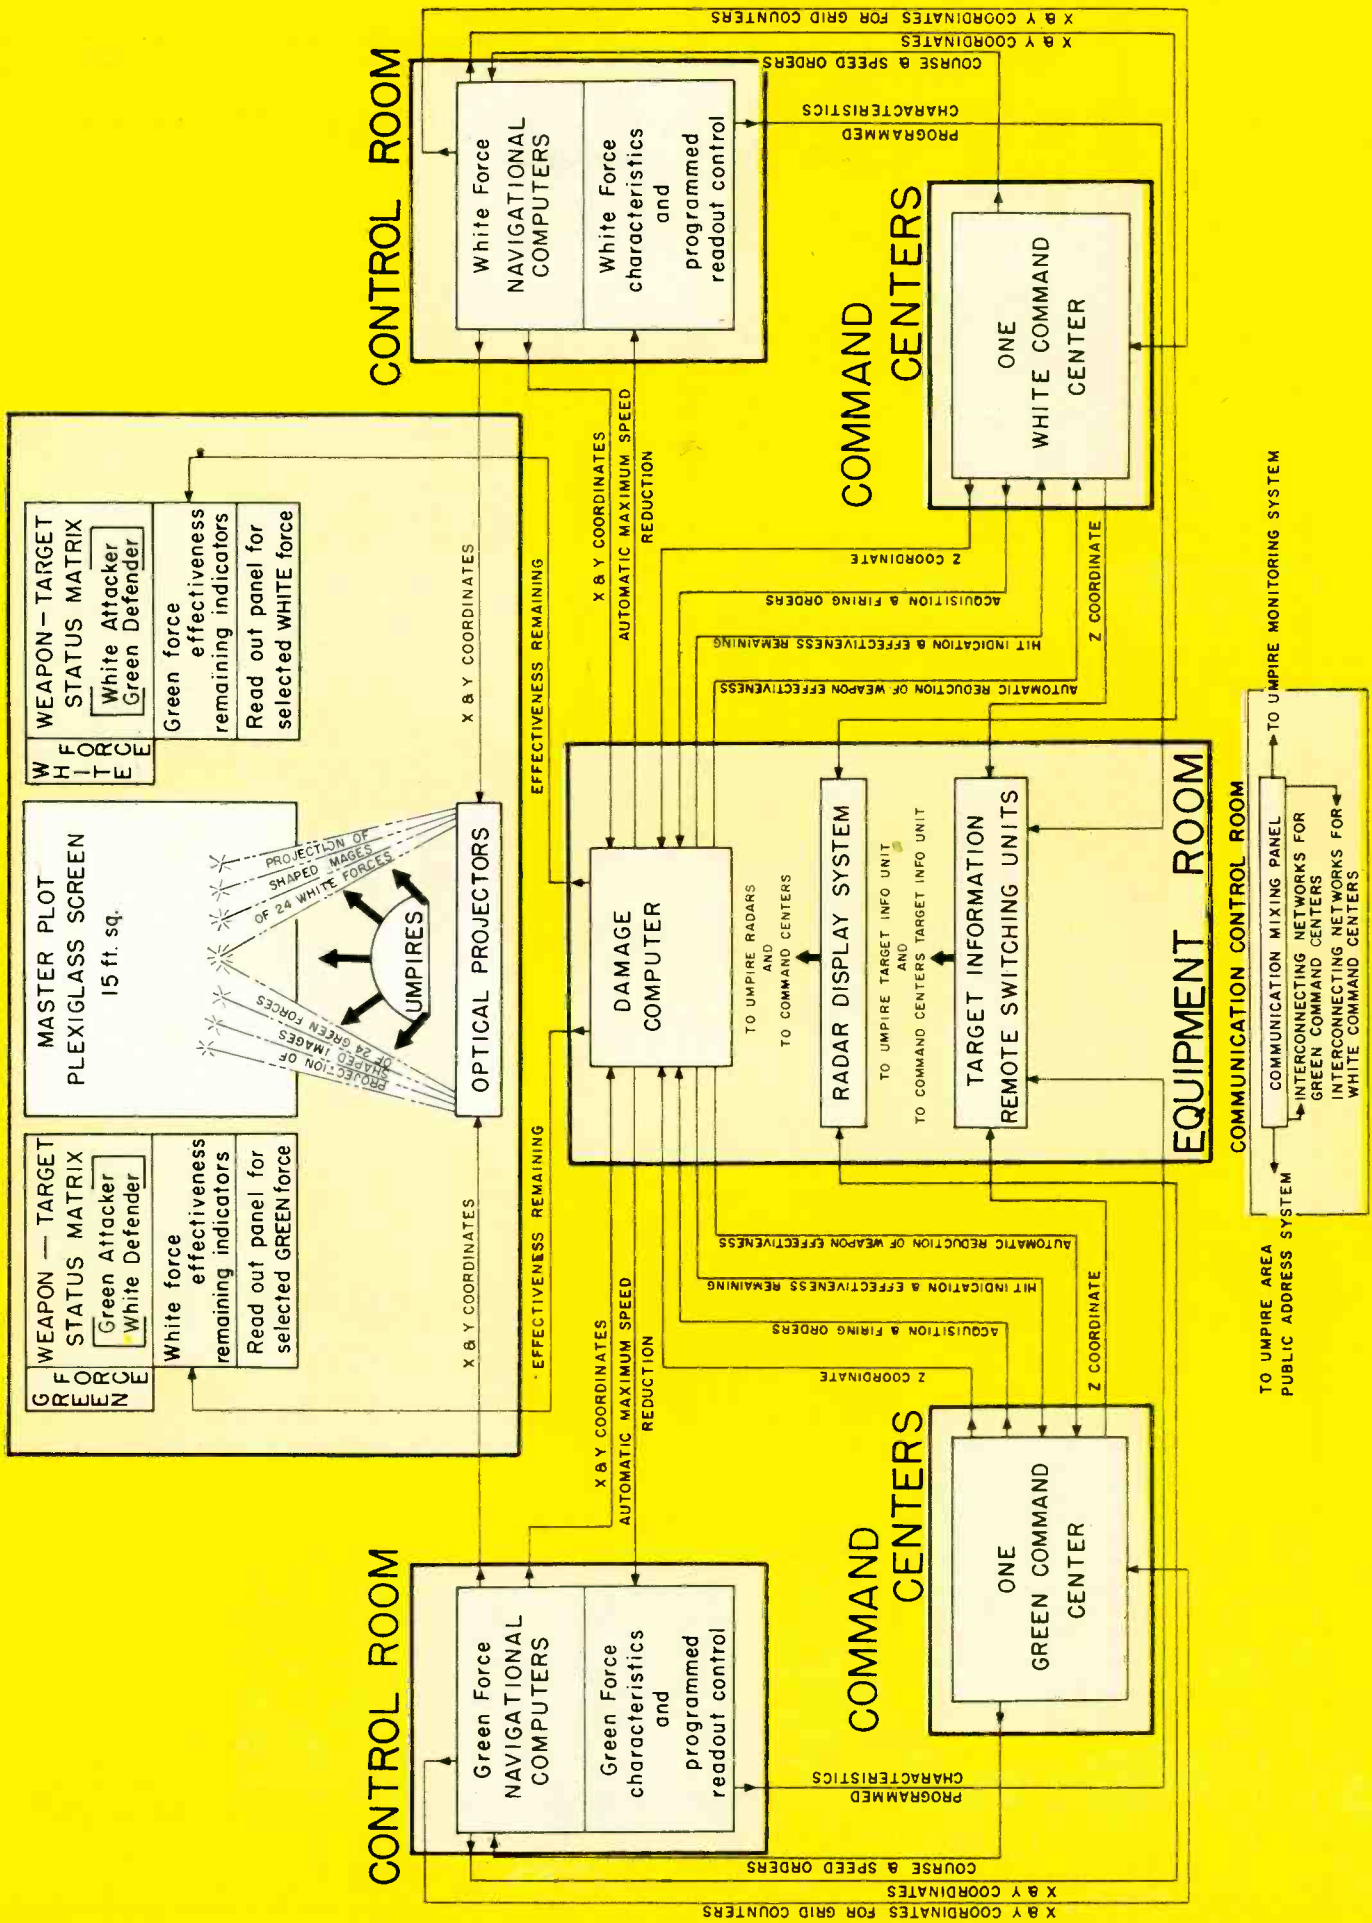 GREEN
FORCE
WEAPON — TARGET
STATUS MATRIX
Green Attacker
White Defender
White force
effectiveness
remaining indicators
Read out panel for
selected GREEN force
MASTER PLOT
PLEXIGLASS SCREEN
15 ft. sq.
PROJECTION OF
SHAPED IMAGES
OF 24 GREEN FORCES
PROJECTION OF
SHAPED IMAGES
OF 24 WHITE FORCES
UMPIRES
OPTICAL PROJECTORS
WHITE
FORCE
WEAPON — TARGET
STATUS MATRIX
White Attacker
Green Defender
Green force
effectiveness
remaining indicators
Read out panel for
selected WHITE force
X & Y COORDINATES
X & Y COORDINATES
EFFECTIVENESS REMAINING
EFFECTIVENESS REMAINING
CONTROL ROOM
Green Force
NAVIGATIONAL
COMPUTERS
Green Force
characteristics
and
programmed
readout control
X & Y COORDINATES
AUTOMATIC MAXIMUM SPEED
REDUCTION
X & Y COORDINATES
AUTOMATIC MAXIMUM SPEED
REDUCTION
CONTROL ROOM
White Force
NAVIGATIONAL
COMPUTERS
White Force
characteristics
and
programmed
readout control
X & Y COORDINATES FOR GRID COUNTERS
X & Y COORDINATES
COURSE & SPEED ORDERS
PROGRAMMED
CHARACTERISTICS
Z COORDINATE
ACQUISITION & FIRING ORDERS
HIT INDICATION & EFFECTIVENESS REMAINING
AUTOMATIC REDUCTION OF WEAPON EFFECTIVENESS
Z COORDINATE
DAMAGE
COMPUTER
TO UMPIRE RADARS
AND
TO COMMAND CENTERS
RADAR DISPLAY SYSTEM
TO UMPIRE TARGET INFO UNIT
AND
TO COMMAND CENTERS TARGET INFO UNIT
TARGET INFORMATION
REMOTE SWITCHING UNITS
EQUIPMENT ROOM
Z COORDINATE
ACQUISITION & FIRING ORDERS
HIT INDICATION & EFFECTIVENESS REMAINING
AUTOMATIC REDUCTION OF WEAPON EFFECTIVENESS
Z COORDINATE
PROGRAMMED
CHARACTERISTICS
COURSE & SPEED ORDERS
X & Y COORDINATES
X & Y COORDINATES FOR GRID COUNTERS
COMMAND
CENTERS
ONE
GREEN COMMAND
CENTER
COMMAND
CENTERS
ONE
WHITE COMMAND
CENTER
COMMUNICATION CONTROL ROOM
TO UMPIRE AREA
PUBLIC ADDRESS SYSTEM
COMMUNICATION MIXING PANEL
TO UMPIRE MONITORING SYSTEM
INTERCONNECTING NETWORKS FOR
GREEN COMMAND CENTERS
INTERCONNECTING NETWORKS FOR
WHITE COMMAND CENTERS